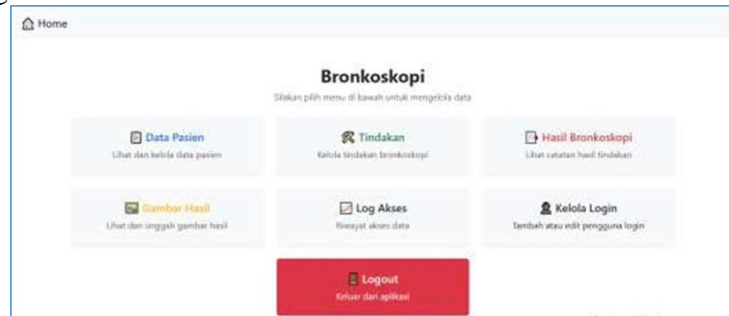 Home
Bronkoskopi
Silakan pilih menu di bawah untuk mengelola data
Data Pasien
Lihat dan kelola data pasien
Tindakan
Kelola tindakan bronkoskopi
Hasil Bronkoskopi
Lihat catatan hasil tindakan
Gambar Hasil
Lihat dan unggah gambar hasil
Log Akses
Riwayat akses data
Kelola Login
Tambah atau edit pengguna login
Logout
Keluar dari aplikasi